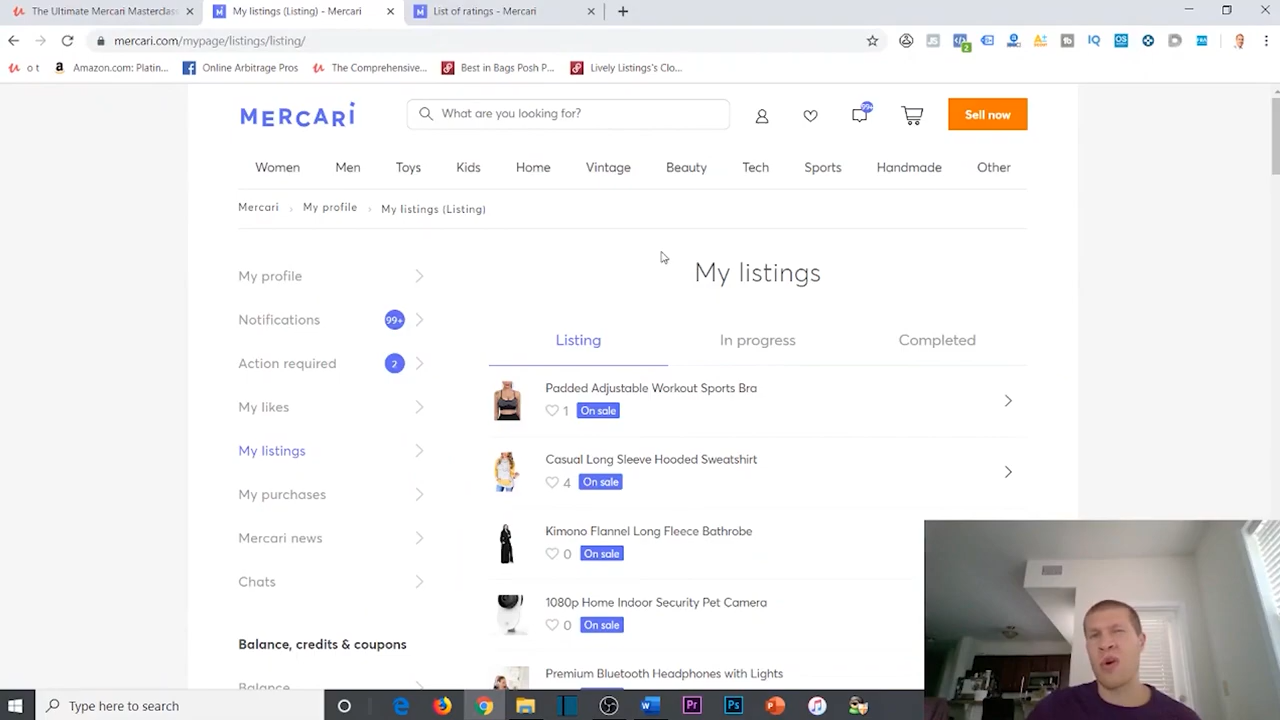 The Ultimate Mercari Masterclass
My listings (Listing) - Mercari
List of ratings - Mercari
mercari.com/mypage/listings/listing/
o t
Amazon.com: Platin...
Online Arbitrage Pros
The Comprehensive...
Best in Bags Posh P...
Lively Listings's Clo...
MERCARI
What are you looking for?
99+
Sell now
Women
Men
Toys
Kids
Home
Vintage
Beauty
Tech
Sports
Handmade
Other
Mercari
My profile
My listings (Listing)
My profile
Notifications
99+
Action required
2
My likes
My listings
My purchases
Mercari news
Chats
Balance, credits & coupons
Balance
My listings
Listing
In progress
Completed
Padded Adjustable Workout Sports Bra
1 On sale
Casual Long Sleeve Hooded Sweatshirt
4 On sale
Kimono Flannel Long Fleece Bathrobe
0 On sale
1080p Home Indoor Security Pet Camera
0 On sale
Premium Bluetooth Headphones with Lights
Type here to search